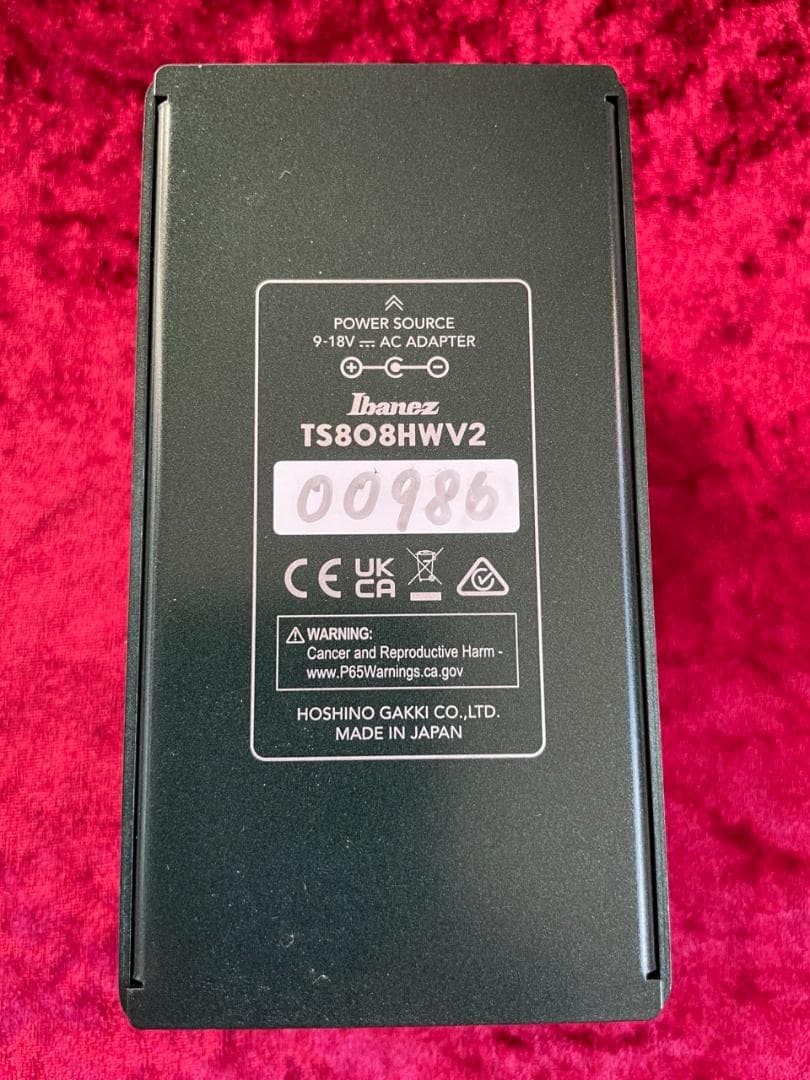 POWER SOURCE
9-18V ⎓ AC ADAPTER
Ibanez
TS808HWV2
00986
CE UK CA
WARNING:
Cancer and Reproductive Harm -
www.P65Warnings.ca.gov
HOSHINO GAKKI CO.,LTD.
MADE IN JAPAN